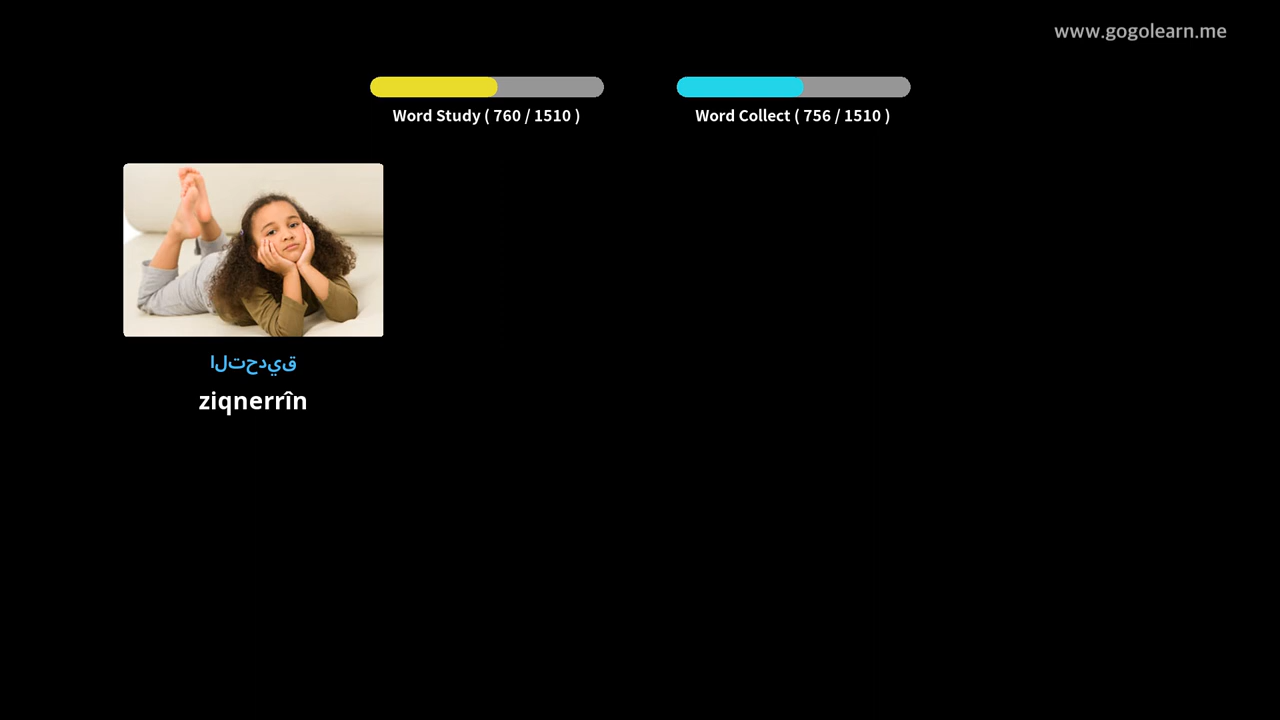 www.gogolearn.me
Word Study ( 760 / 1510 )
Word Collect ( 756 / 1510 )
التحديق
ziqnerrîn